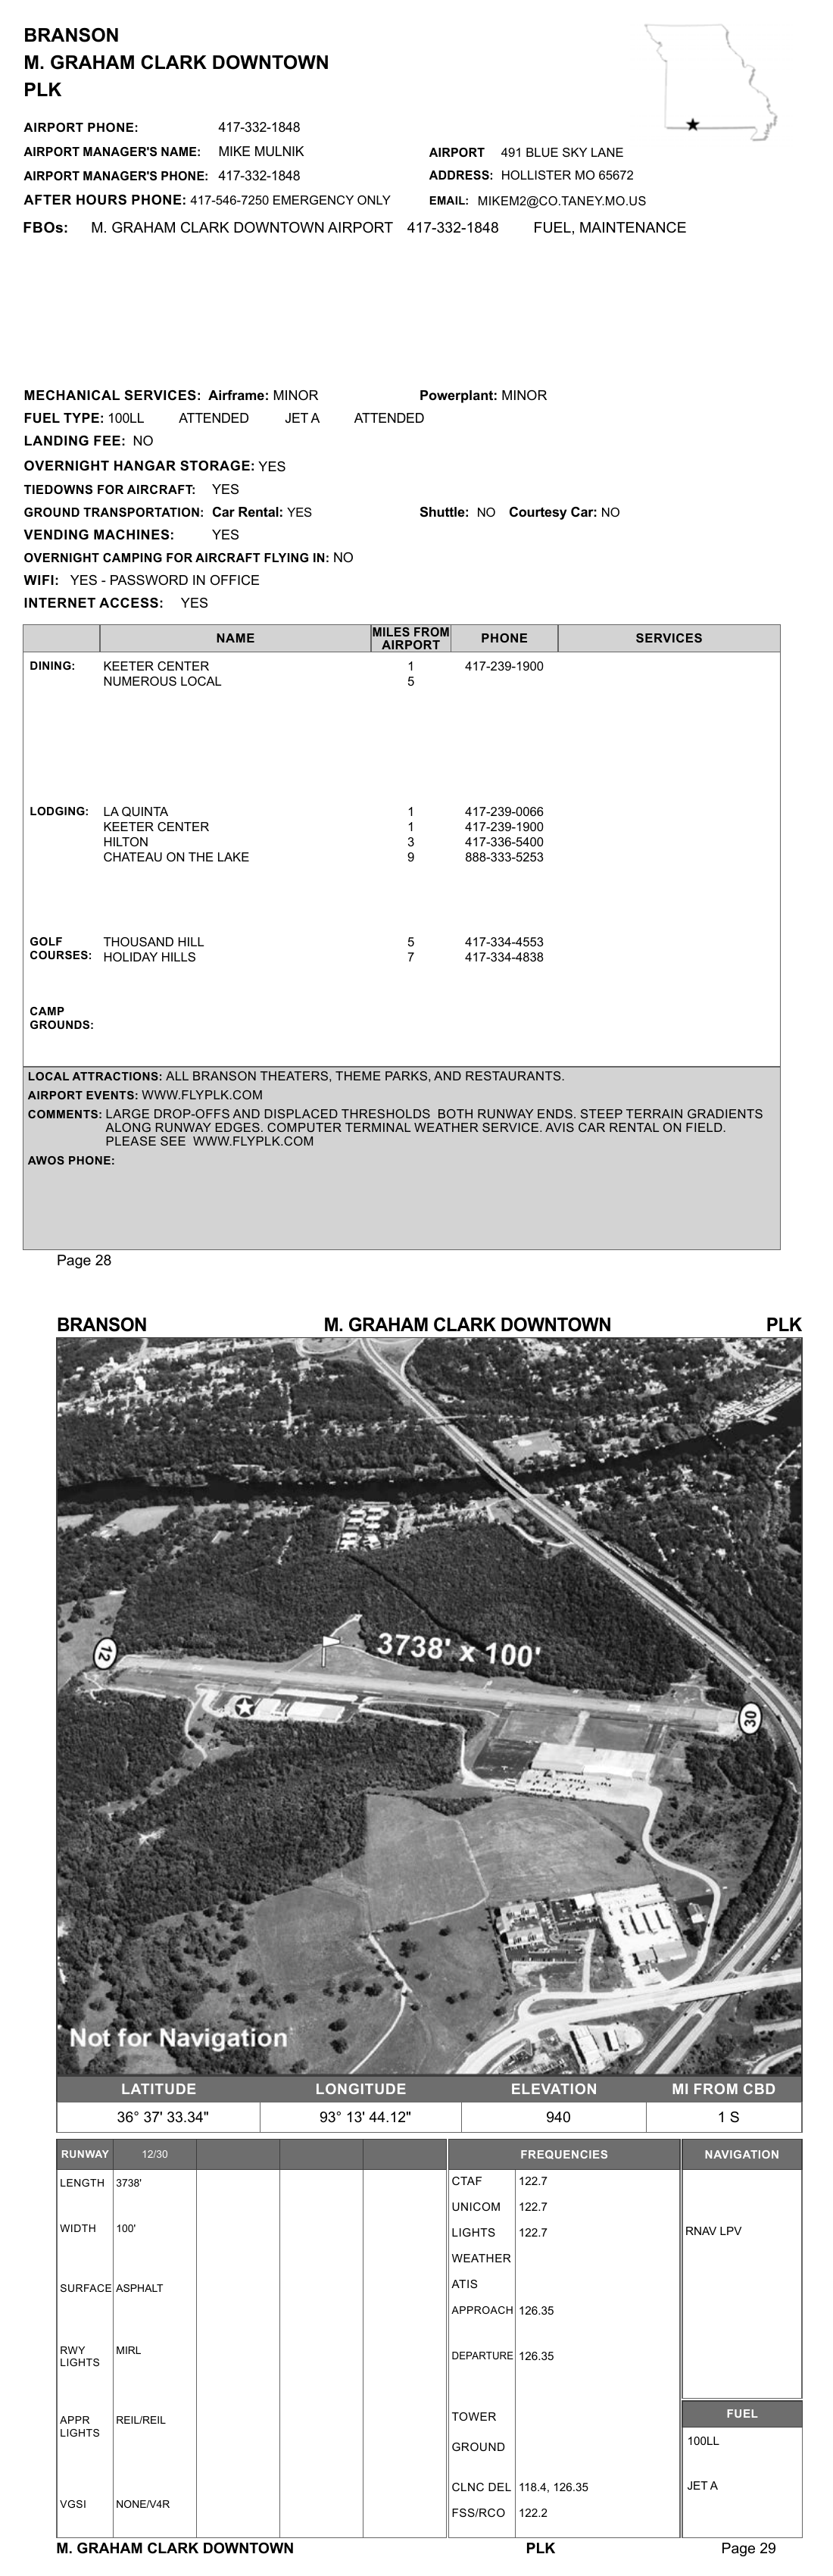 BRANSON
M. GRAHAM CLARK DOWNTOWN
PLK
AIRPORT PHONE: 417-332-1848
AIRPORT MANAGER'S NAME: MIKE MULNIK
AIRPORT 491 BLUE SKY LANE
AIRPORT MANAGER'S PHONE: 417-332-1848
ADDRESS: HOLLISTER MO 65672
AFTER HOURS PHONE: 417-546-7250 EMERGENCY ONLY
EMAIL: MIKEM2@CO.TANEY.MO.US
FBOs: M. GRAHAM CLARK DOWNTOWN AIRPORT 417-332-1848 FUEL, MAINTENANCE
MECHANICAL SERVICES: Airframe: MINOR Powerplant: MINOR
FUEL TYPE: 100LL ATTENDED JET A ATTENDED
LANDING FEE: NO
OVERNIGHT HANGAR STORAGE: YES
TIEDOWNS FOR AIRCRAFT: YES
GROUND TRANSPORTATION: Car Rental: YES Shuttle: NO Courtesy Car: NO
VENDING MACHINES: YES
OVERNIGHT CAMPING FOR AIRCRAFT FLYING IN: NO
WIFI: YES - PASSWORD IN OFFICE
INTERNET ACCESS: YES
NAME MILES FROM AIRPORT PHONE SERVICES
DINING: KEETER CENTER 1 417-239-1900
NUMEROUS LOCAL 5
LODGING: LA QUINTA 1 417-239-0066
KEETER CENTER 1 417-239-1900
HILTON 3 417-336-5400
CHATEAU ON THE LAKE 9 888-333-5253
GOLF COURSES: THOUSAND HILL 5 417-334-4553
HOLIDAY HILLS 7 417-334-4838
CAMP
GROUNDS:
LOCAL ATTRACTIONS: ALL BRANSON THEATERS, THEME PARKS, AND RESTAURANTS.
AIRPORT EVENTS: WWW.FLYPLK.COM
COMMENTS: LARGE DROP-OFFS AND DISPLACED THRESHOLDS BOTH RUNWAY ENDS. STEEP TERRAIN GRADIENTS
ALONG RUNWAY EDGES. COMPUTER TERMINAL WEATHER SERVICE. AVIS CAR RENTAL ON FIELD.
PLEASE SEE WWW.FLYPLK.COM
AWOS PHONE:
Page 28
BRANSON M. GRAHAM CLARK DOWNTOWN PLK
12
3738' x 100'
30
Not for Navigation
LATITUDE LONGITUDE ELEVATION MI FROM CBD
36° 37' 33.34" 93° 13' 44.12" 940 1 S
RUNWAY 12/30
LENGTH 3738'
WIDTH 100'
SURFACE ASPHALT
RWY LIGHTS MIRL
APPR LIGHTS REIL/REIL
VGSI NONE/V4R
FREQUENCIES
CTAF 122.7
UNICOM 122.7
LIGHTS 122.7
WEATHER
ATIS
APPROACH 126.35
DEPARTURE 126.35
TOWER
GROUND
CLNC DEL 118.4, 126.35
FSS/RCO 122.2
NAVIGATION
RNAV LPV
FUEL
100LL
JET A
M. GRAHAM CLARK DOWNTOWN PLK Page 29